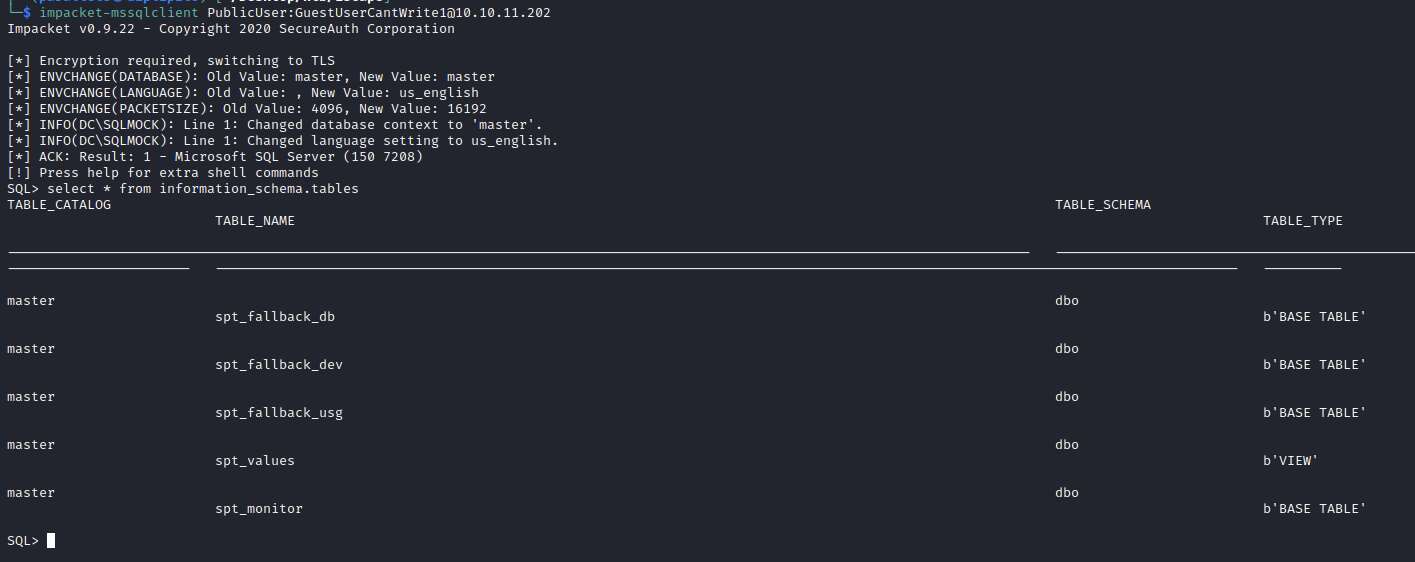 └─$ impacket-mssqlclient PublicUser:GuestUserCantWrite1@10.10.11.202
Impacket v0.9.22 - Copyright 2020 SecureAuth Corporation
[*] Encryption required, switching to TLS
[*] ENVCHANGE(DATABASE): Old Value: master, New Value: master
[*] ENVCHANGE(LANGUAGE): Old Value: , New Value: us_english
[*] ENVCHANGE(PACKETSIZE): Old Value: 4096, New Value: 16192
[*] INFO(DC\SQLMOCK): Line 1: Changed database context to 'master'.
[*] INFO(DC\SQLMOCK): Line 1: Changed language setting to us_english.
[*] ACK: Result: 1 - Microsoft SQL Server (150 7208)
[!] Press help for extra shell commands
SQL> select * from information_schema.tables
TABLE_CATALOG TABLE_SCHEMA
TABLE_NAME TABLE_TYPE
master dbo
spt_fallback_db b'BASE TABLE'
master dbo
spt_fallback_dev b'BASE TABLE'
master dbo
spt_fallback_usg b'BASE TABLE'
master dbo
spt_values b'VIEW'
master dbo
spt_monitor b'BASE TABLE'
SQL>